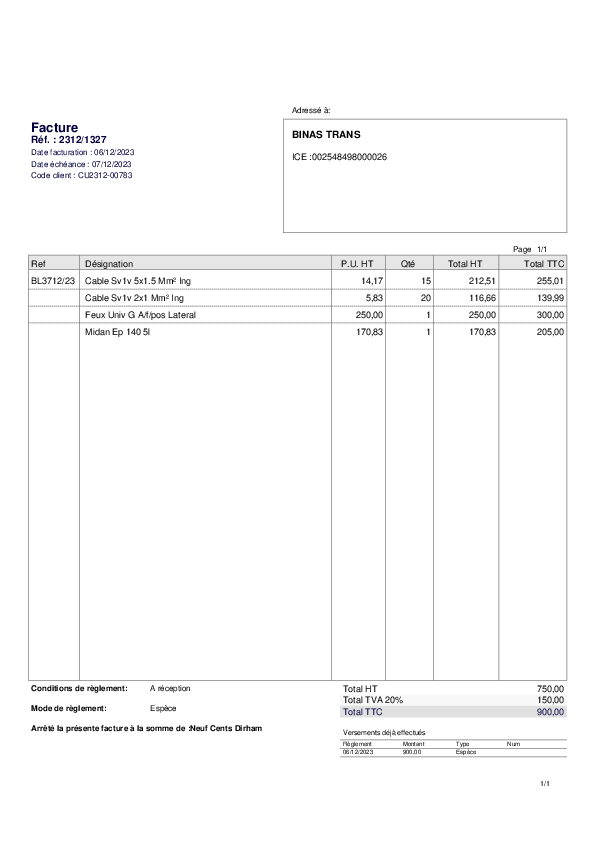 Adressé à:
Facture
Réf. : 2312/1327
Date facturation : 06/12/2023
Date échéance : 07/12/2023
Code client : CU2312-00783
BINAS TRANS
ICE :002548498000026
Page 1/1
Ref Désignation P.U. HT Qté Total HT Total TTC
BL3712/23 Cable Sv1v 5x1.5 Mm² Ing 14,17 15 212,51 255,01
Cable Sv1v 2x1 Mm² Ing 5,83 20 116,66 139,99
Feux Univ G A/f/pos Lateral 250,00 1 250,00 300,00
Midan Ep 140 5l 170,83 1 170,83 205,00
Conditions de règlement: A réception
Mode de règlement: Espèce
Arrêté la présente facture à la somme de :Neuf Cents Dirham
Total HT 750,00
Total TVA 20% 150,00
Total TTC 900,00
Versements déjà effectués
Règlement Montant Type Num
06/12/2023 900,00 Espèce
1/1